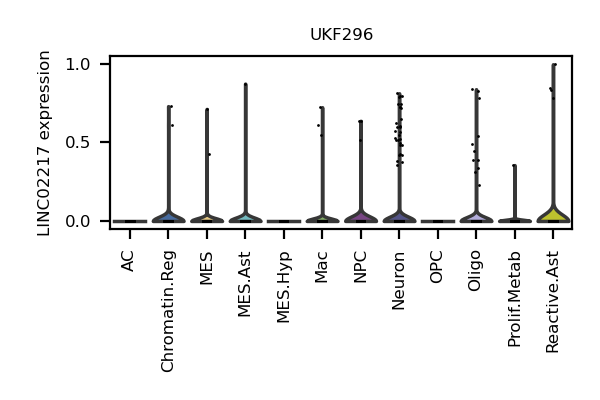 UKF296
LINC02217 expression
1.0
0.5
0.0
AC
Chromatin.Reg
MES
MES.Ast
MES.Hyp
Mac
NPC
Neuron
OPC
Oligo
Prolif.Metab
Reactive.Ast